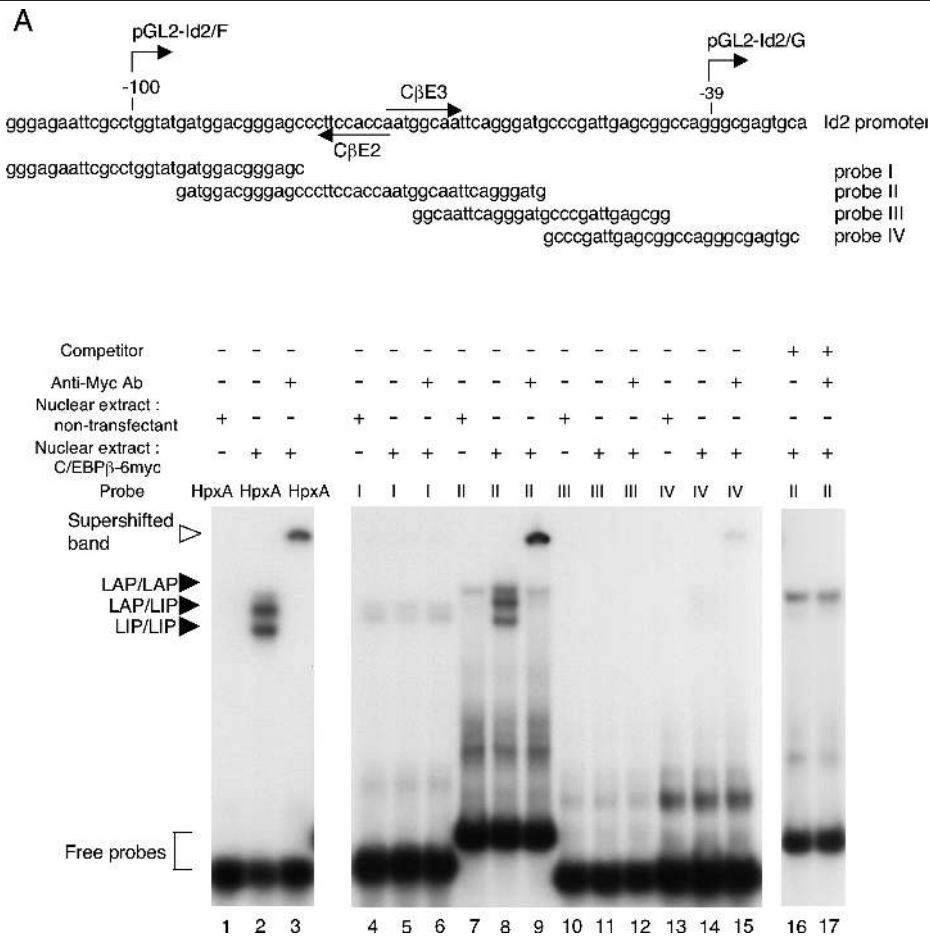 A
pGL2-Id2/F
pGL2-Id2/G
-100
CβE3
-39
gggagaattcgcctggtatgatggacgggagcccttccaccaatggcaattcagggatgcccgattgagcggccagggcgagtgca Id2 promoter
CβE2
gggagaattcgcctggtatgatggacgggagc probe I
gatggacgggagcccttccaccaatggcaattcagggatg probe II
ggcaattcagggatgcccgattgagcgg probe III
gcccgattgagcggccagggcgagtgc probe IV
Competitor - - - - - - - - - - - - - - - + +
Anti-Myc Ab - - + - - + - - + - - + - - + - +
Nuclear extract :
non-transfectant + - - + - - + - - + - - + - - - -
Nuclear extract :
C/EBPβ-6myc - + + - + + - + + - + + - + + + +
Probe HpxA HpxA HpxA I I I II II II III III III IV IV IV II II
Supershifted
band
LAP/LAP
LAP/LIP
LIP/LIP
Free probes
1 2 3 4 5 6 7 8 9 10 11 12 13 14 15 16 17